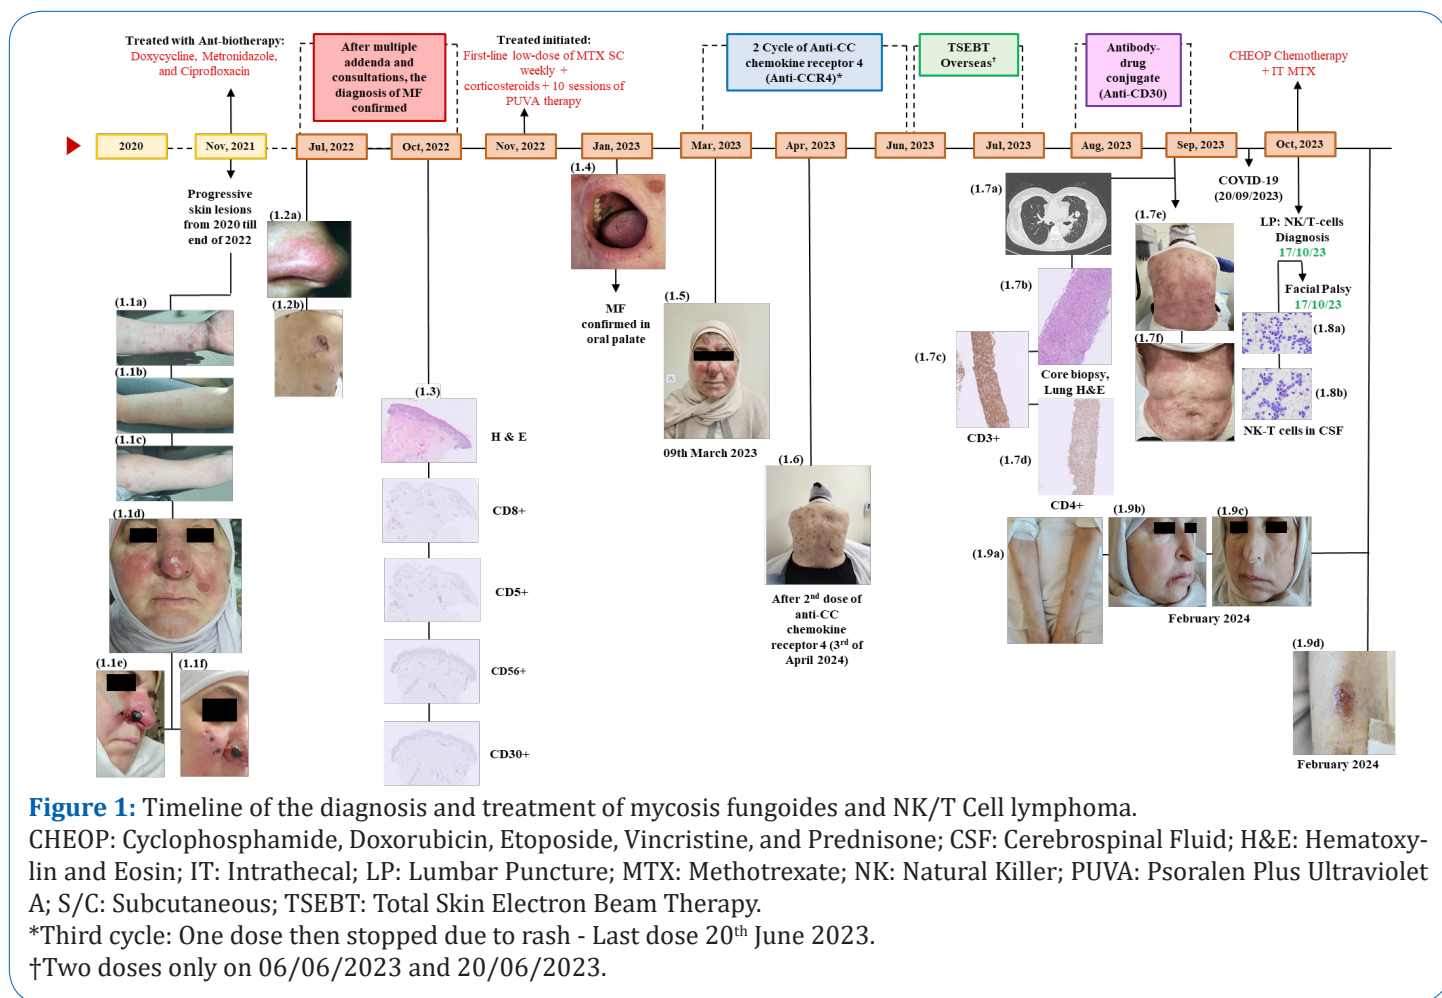 Treated with Ant-biotherapy:
Doxycycline, Metronidazole,
and Ciprofloxacin
After multiple
addenda and
consultations, the
diagnosis of MF
confirmed
Treated initiated:
First-line low-dose of MTX SC
weekly +
corticosteroids + 10 sessions of
PUVA therapy
2 Cycle of Anti-CC
chemokine receptor 4
(Anti-CCR4)*
TSEBT
Overseas†
Antibody-
drug
conjugate
(Anti-CD30)
CHEOP Chemotherapy
+ IT MTX
2020
Nov, 2021
Jul, 2022
Oct, 2022
Nov, 2022
Jan, 2023
Mar, 2023
Apr, 2023
Jun, 2023
Jul, 2023
Aug, 2023
Sep, 2023
Oct, 2023
Progressive
skin lesions
from 2020 till
end of 2022
(1.1a)
(1.1b)
(1.1c)
(1.1d)
(1.1e)
(1.1f)
(1.2a)
(1.2b)
(1.3)
H & E
CD8+
CD5+
CD56+
CD30+
(1.4)
MF
confirmed in
oral palate
(1.5)
09th March 2023
(1.6)
After 2nd dose of
anti-CC
chemokine
receptor 4 (3rd of
April 2024)
(1.7a)
(1.7b)
Core biopsy,
Lung H&E
(1.7c)
CD3+
(1.7d)
CD4+
(1.7e)
(1.7f)
COVID-19
(20/09/2023)
LP: NK/T-cells
Diagnosis
17/10/23
Facial Palsy
17/10/23
(1.8a)
(1.8b)
NK-T cells in CSF
(1.9a)
(1.9b)
(1.9c)
February 2024
(1.9d)
February 2024
Figure 1: Timeline of the diagnosis and treatment of mycosis fungoides and NK/T Cell lymphoma.
CHEOP: Cyclophosphamide, Doxorubicin, Etoposide, Vincristine, and Prednisone; CSF: Cerebrospinal Fluid; H&E: Hematoxy-
lin and Eosin; IT: Intrathecal; LP: Lumbar Puncture; MTX: Methotrexate; NK: Natural Killer; PUVA: Psoralen Plus Ultraviolet
A; S/C: Subcutaneous; TSEBT: Total Skin Electron Beam Therapy.
*Third cycle: One dose then stopped due to rash - Last dose 20th June 2023.
†Two doses only on 06/06/2023 and 20/06/2023.